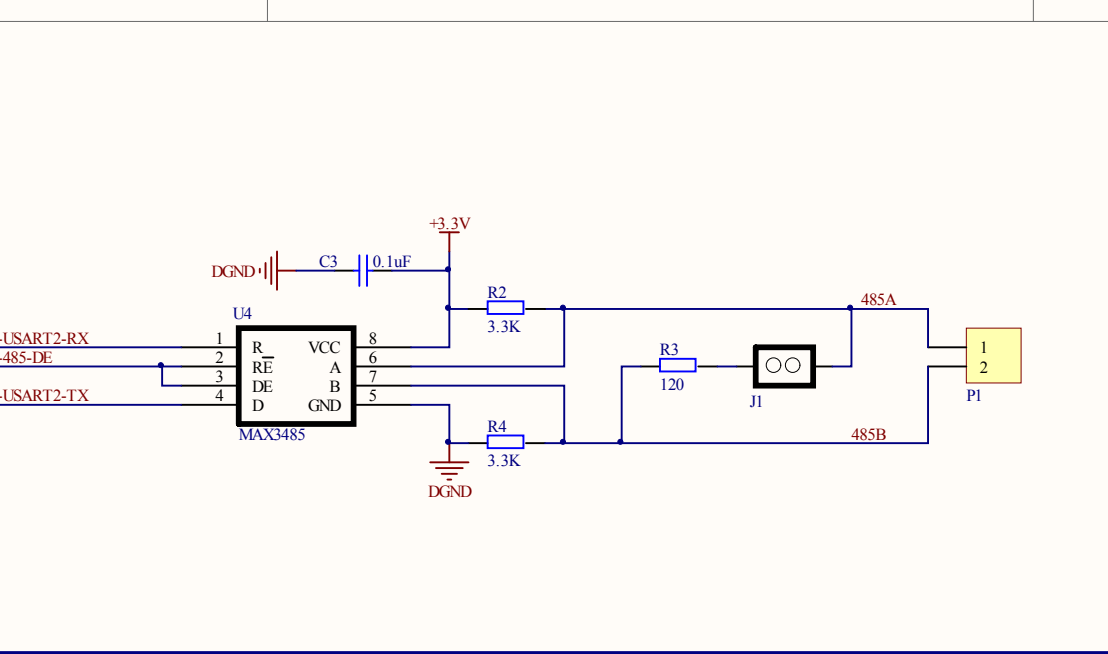 +3.3V
DGND
C3
0.1uF
R2
3.3K
485A
U4
-USART2-RX
1
R
VCC
8
-485-DE
2
RE
A
6
3
DE
B
7
-USART2-TX
4
D
GND
5
MAX3485
R3
120
J1
1
2
P1
R4
3.3K
485B
DGND